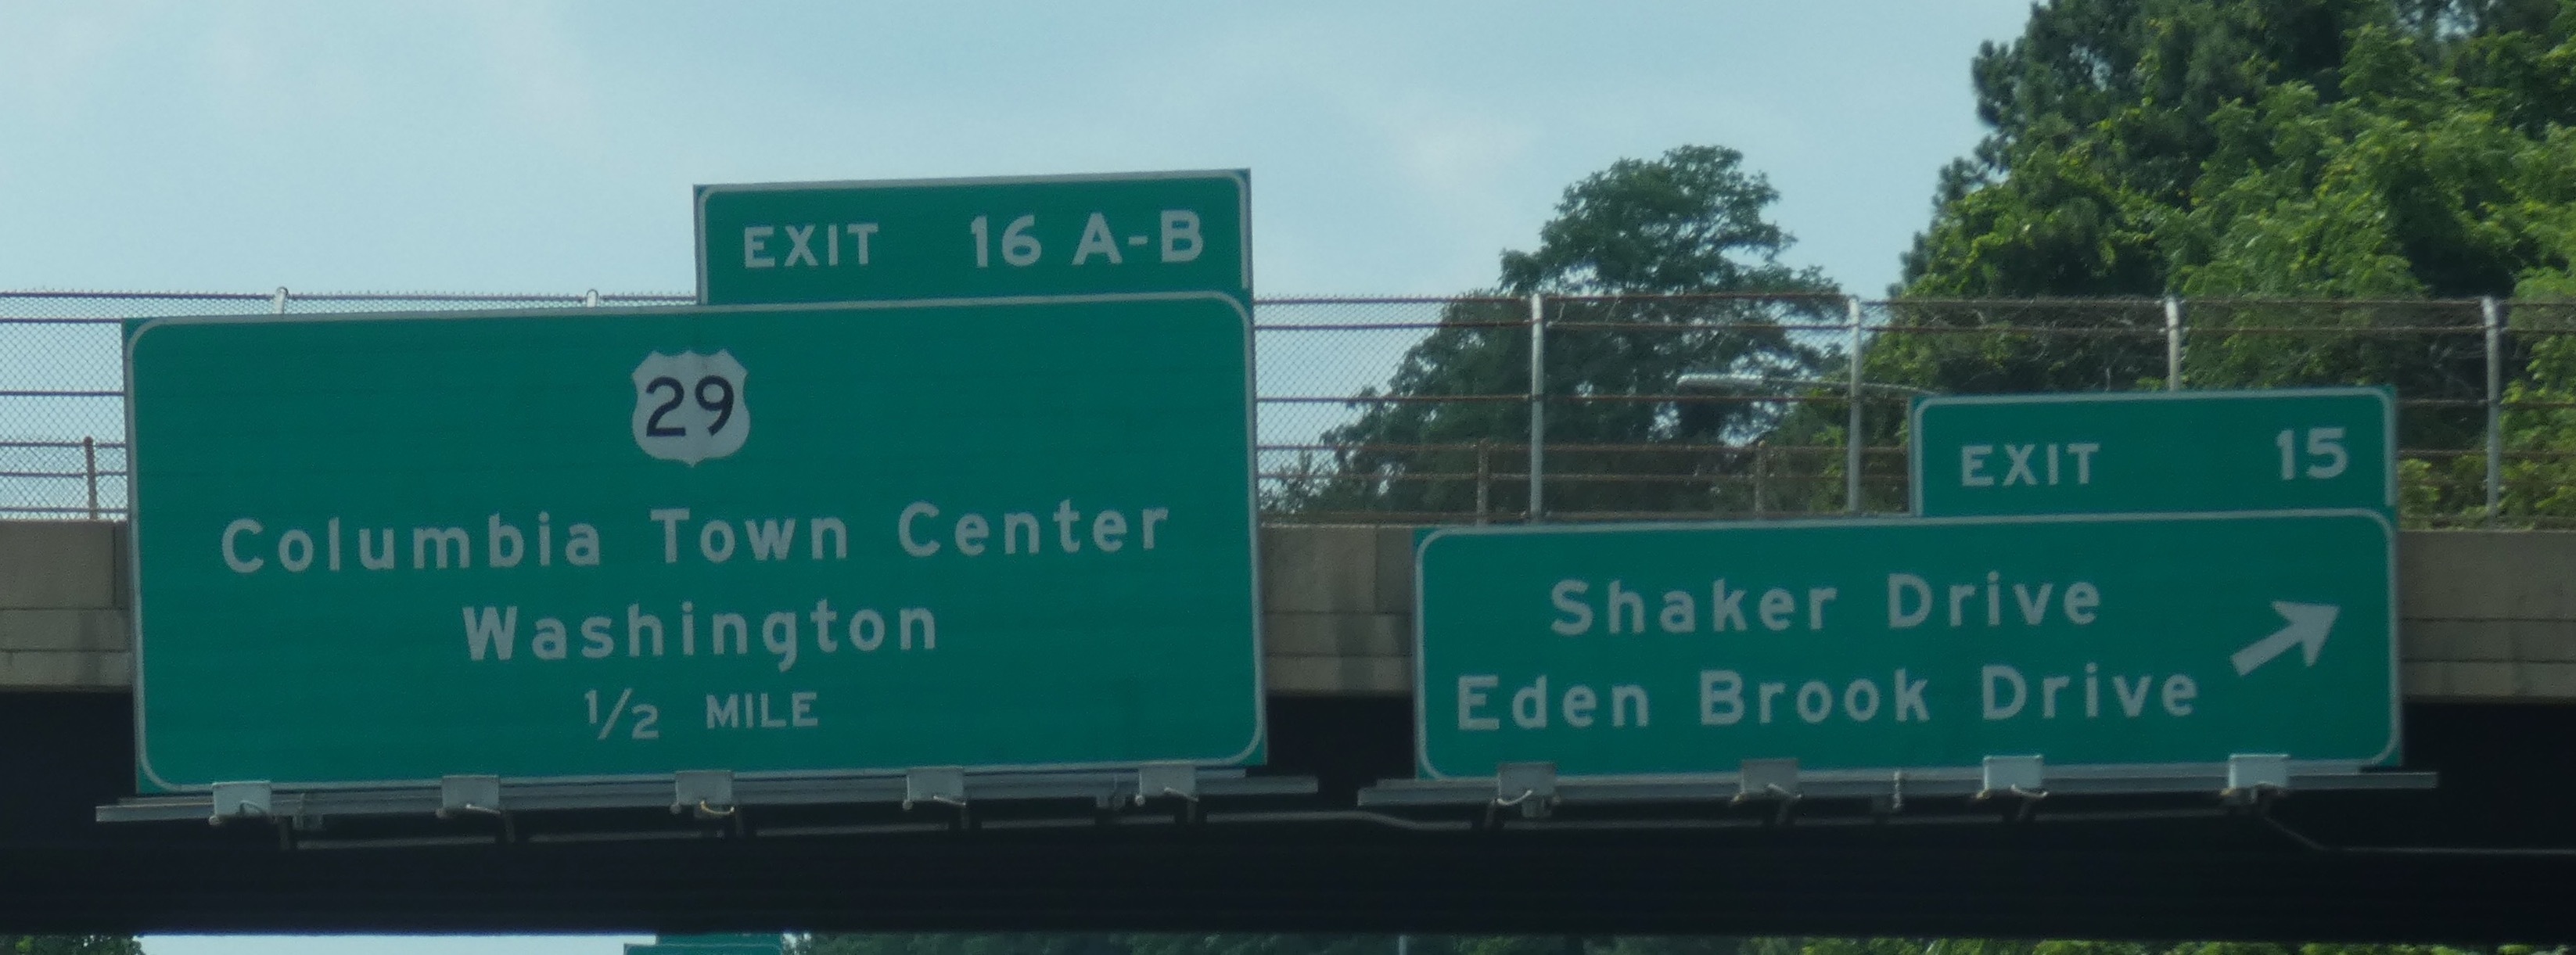 EXIT 16 A-B
29
Columbia Town Center
Washington
1/2 MILE
EXIT 15
Shaker Drive
Eden Brook Drive